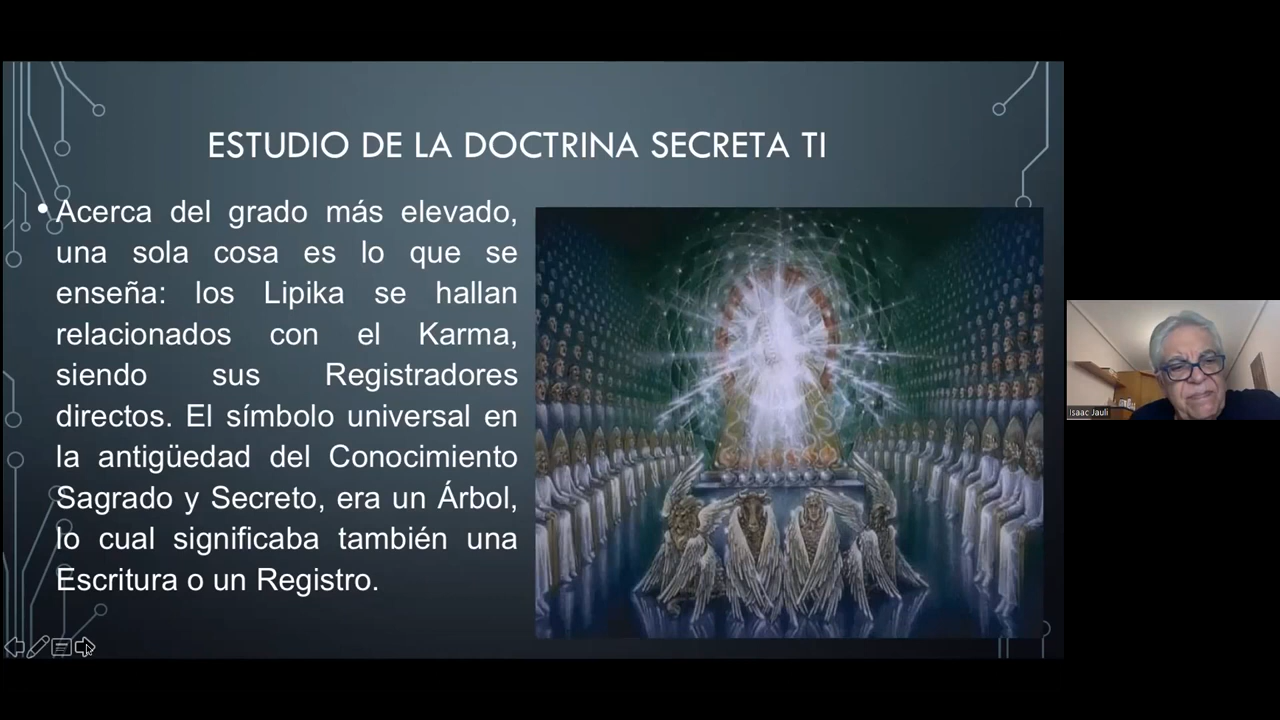 ESTUDIO DE LA DOCTRINA SECRETA TI
• Acerca del grado más elevado,
una sola cosa es lo que se
enseña: los Lipika se hallan
relacionados con el Karma,
siendo sus Registradores
directos. El símbolo universal en
la antigüedad del Conocimiento
Sagrado y Secreto, era un Árbol,
lo cual significaba también una
Escritura o un Registro.
Isaac Jauli